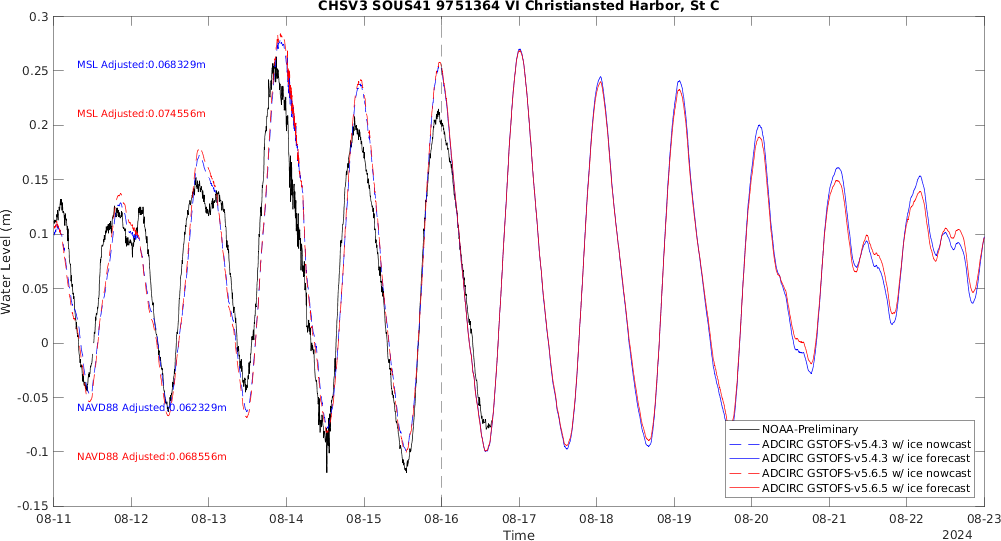 CHSV3 SOUS41 9751364 VI Christiansted Harbor, St C
0.3
0.25
0.2
0.15
0.1
0.05
0
-0.05
-0.1
-0.15
Water Level (m)
MSL Adjusted:0.068329m
MSL Adjusted:0.074556m
NAVD88 Adjusted:0.062329m
NAVD88 Adjusted:0.068556m
NOAA-Preliminary
ADCIRC GSTOFS-v5.4.3 w/ ice nowcast
ADCIRC GSTOFS-v5.4.3 w/ ice forecast
ADCIRC GSTOFS-v5.6.5 w/ ice nowcast
ADCIRC GSTOFS-v5.6.5 w/ ice forecast
08-11 08-12 08-13 08-14 08-15 08-16 08-17 08-18 08-19 08-20 08-21 08-22 08-23
Time
2024